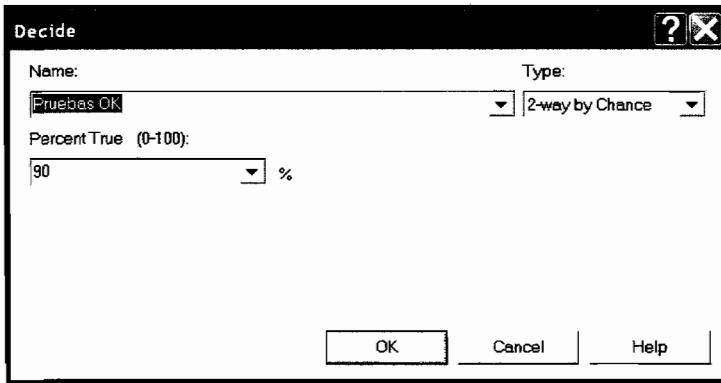 Decide
Name: Type:
Pruebas OK 2-way by Chance
Percent True (0-100):
90 %
OK Cancel Help